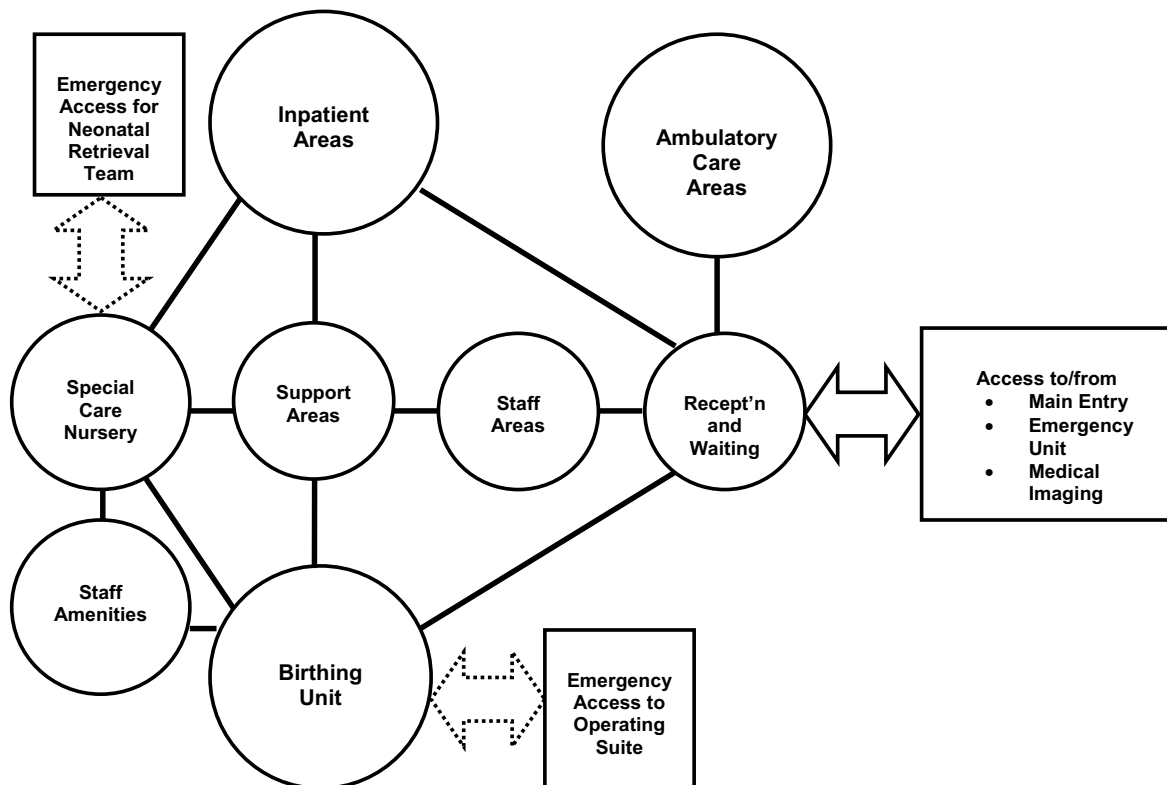 Emergency
Access for
Neonatal
Retrieval
Team
Inpatient
Areas
Ambulatory
Care
Areas
Special
Care
Nursery
Support
Areas
Staff
Areas
Recept’n
and
Waiting
Access to/from
• Main Entry
• Emergency
Unit
• Medical
Imaging
Staff
Amenities
Birthing
Unit
Emergency
Access to
Operating
Suite